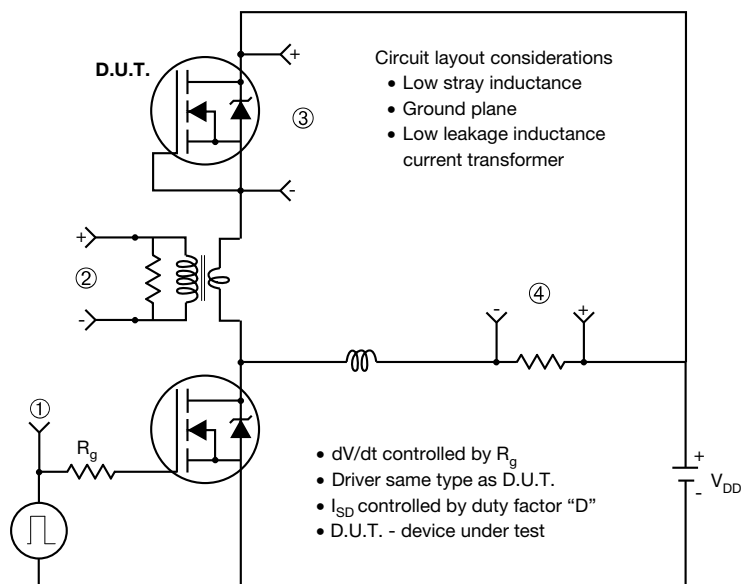 D.U.T.
+
-
③
Circuit layout considerations
• Low stray inductance
• Ground plane
• Low leakage inductance
current transformer
+
②
-
④
-
+
①
Rg
• dV/dt controlled by Rg
• Driver same type as D.U.T.
• ISD controlled by duty factor “D”
• D.U.T. - device under test
+
-
VDD